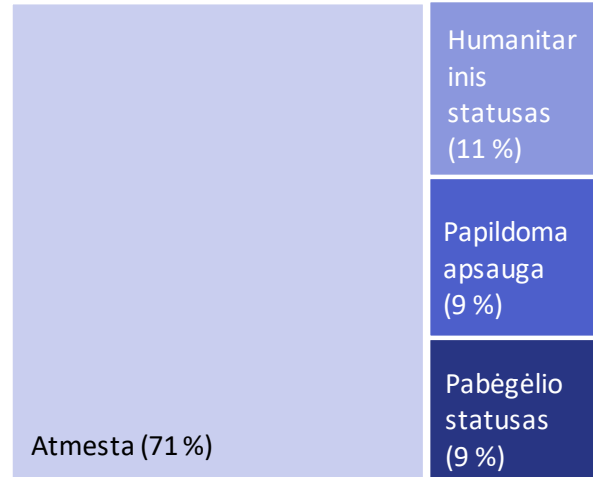 Humanitar
inis
statusas
(11 %)
Papildoma
apsauga
(9 %)
Atmesta (71 %)
Pabėgėlio
statusas
(9 %)